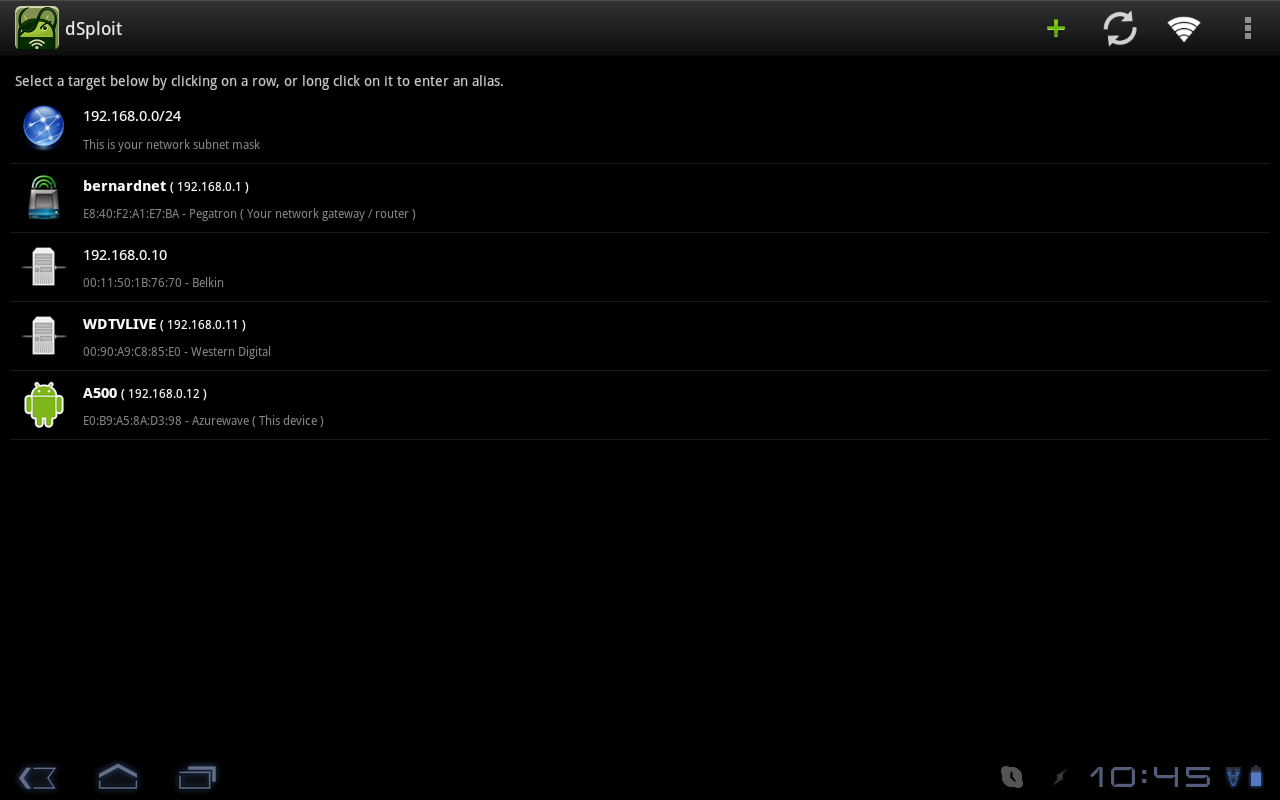 dSploit
Select a target below by clicking on a row, or long click on it to enter an alias.
192.168.0.0/24
This is your network subnet mask
bernardnet ( 192.168.0.1 )
E8:40:F2:A1:E7:BA - Pegatron ( Your network gateway / router )
192.168.0.10
00:11:50:1B:76:70 - Belkin
WDTVLIVE ( 192.168.0.11 )
00:90:A9:C8:85:E0 - Western Digital
A500 ( 192.168.0.12 )
E0:B9:A5:8A:D3:98 - Azurewave ( This device )
10:45